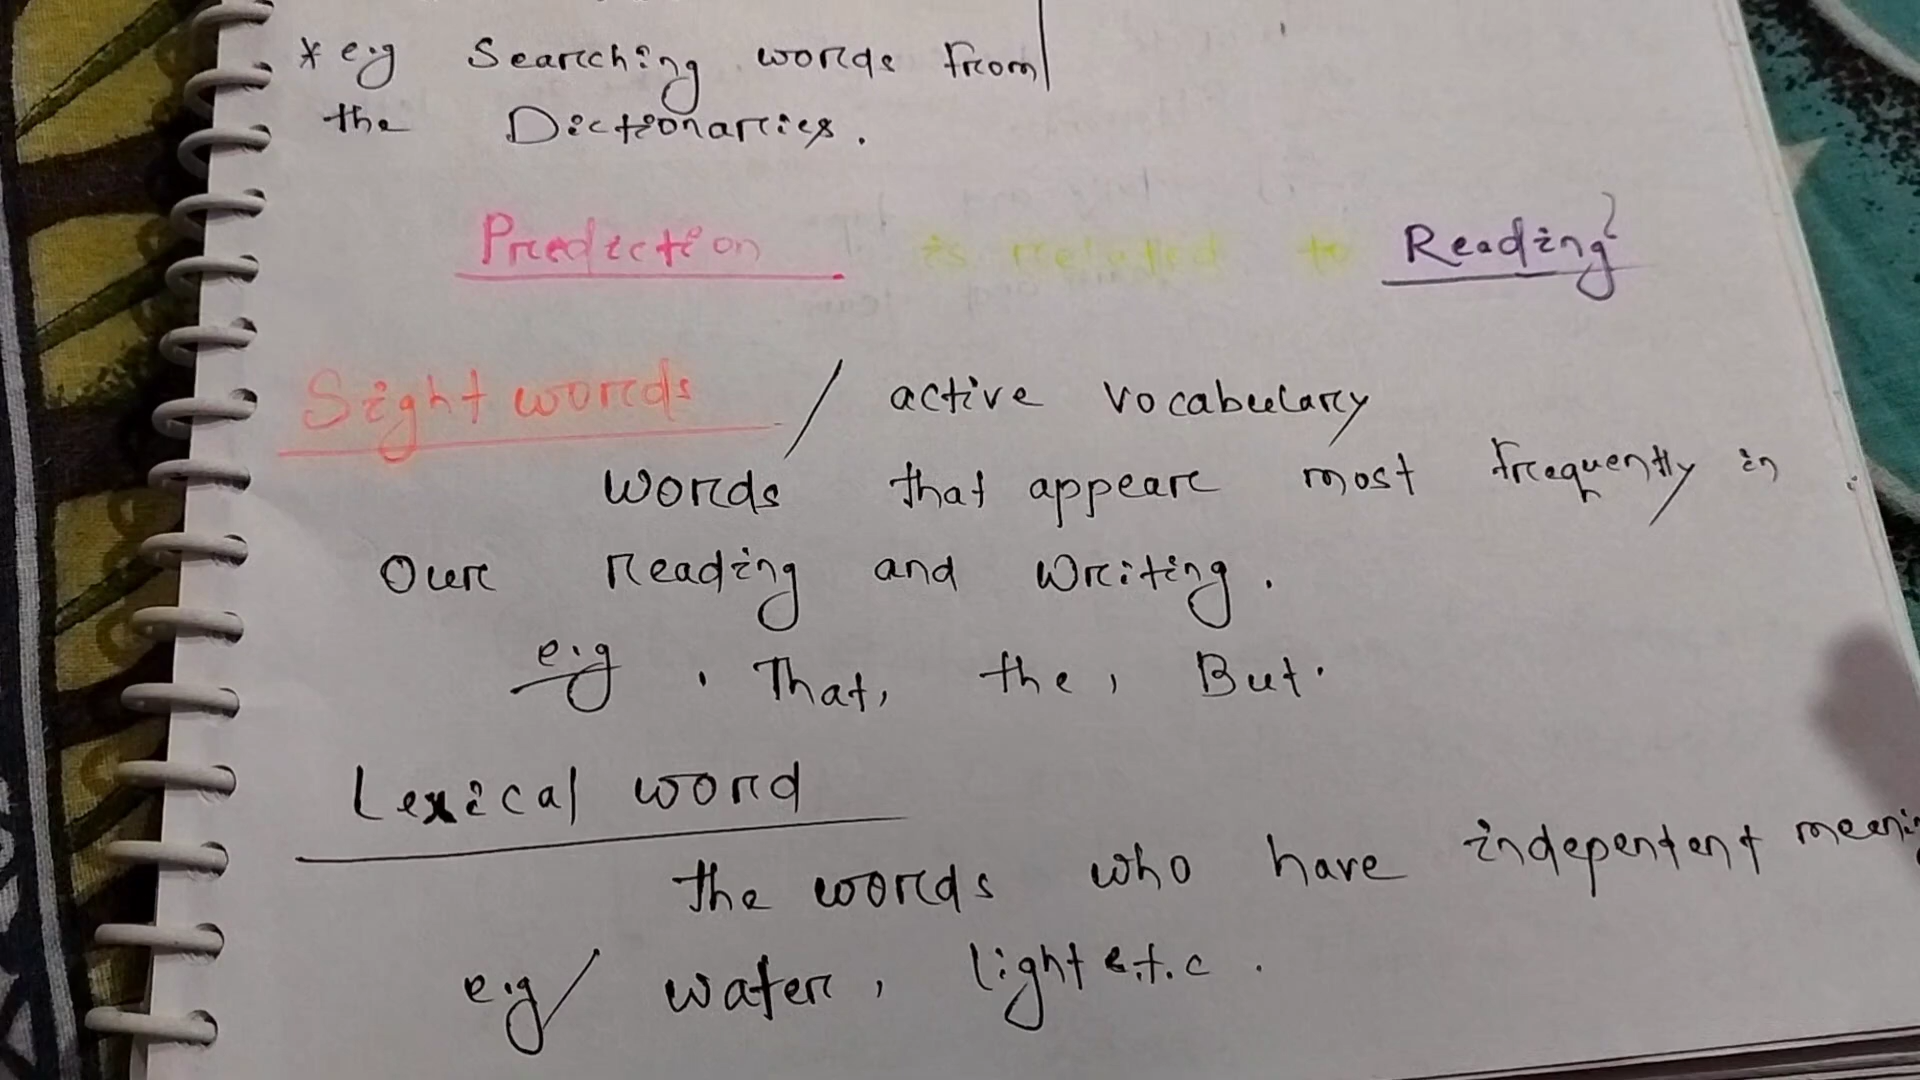 * e.g Searching words from
the Dictionaries.
Prediction is related to Reading
Sight words / active vocabulary
words that appear most frequently in
our reading and writing.
e.g . That, the, But.
Lexical word
the words who have indepentent
e.g/ water, light e.t.c.